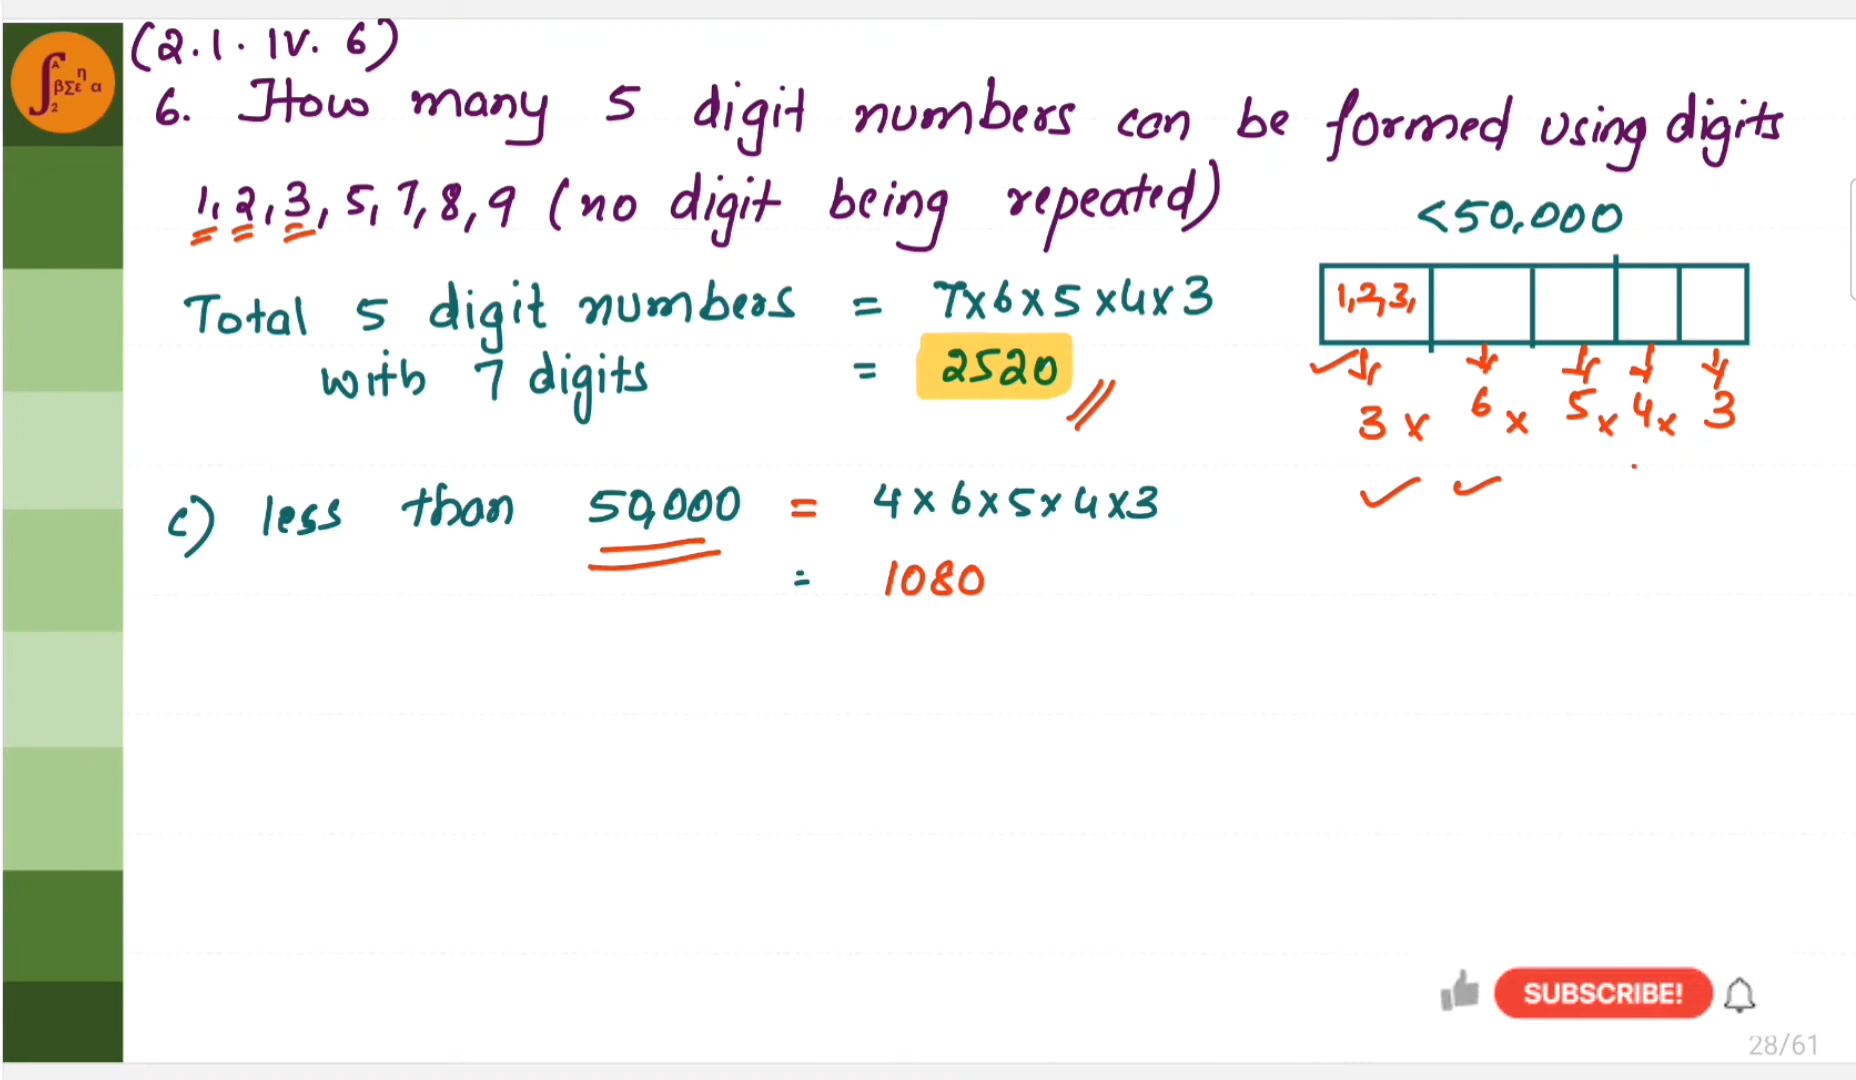 (2.1. IV. 6)
6. How many 5 digit numbers can be formed using digits
1, 2, 3, 5, 7, 8, 9 (no digit being repeated)
<50,000
Total 5 digit numbers = 7x6x5x4x3
1,2,3,
with 7 digits = 2520
3 x 6 x 5 x 4 x 3
c) less than 50,000 = 4x6x5x4x3
= 1080
SUBSCRIBE!
28/61